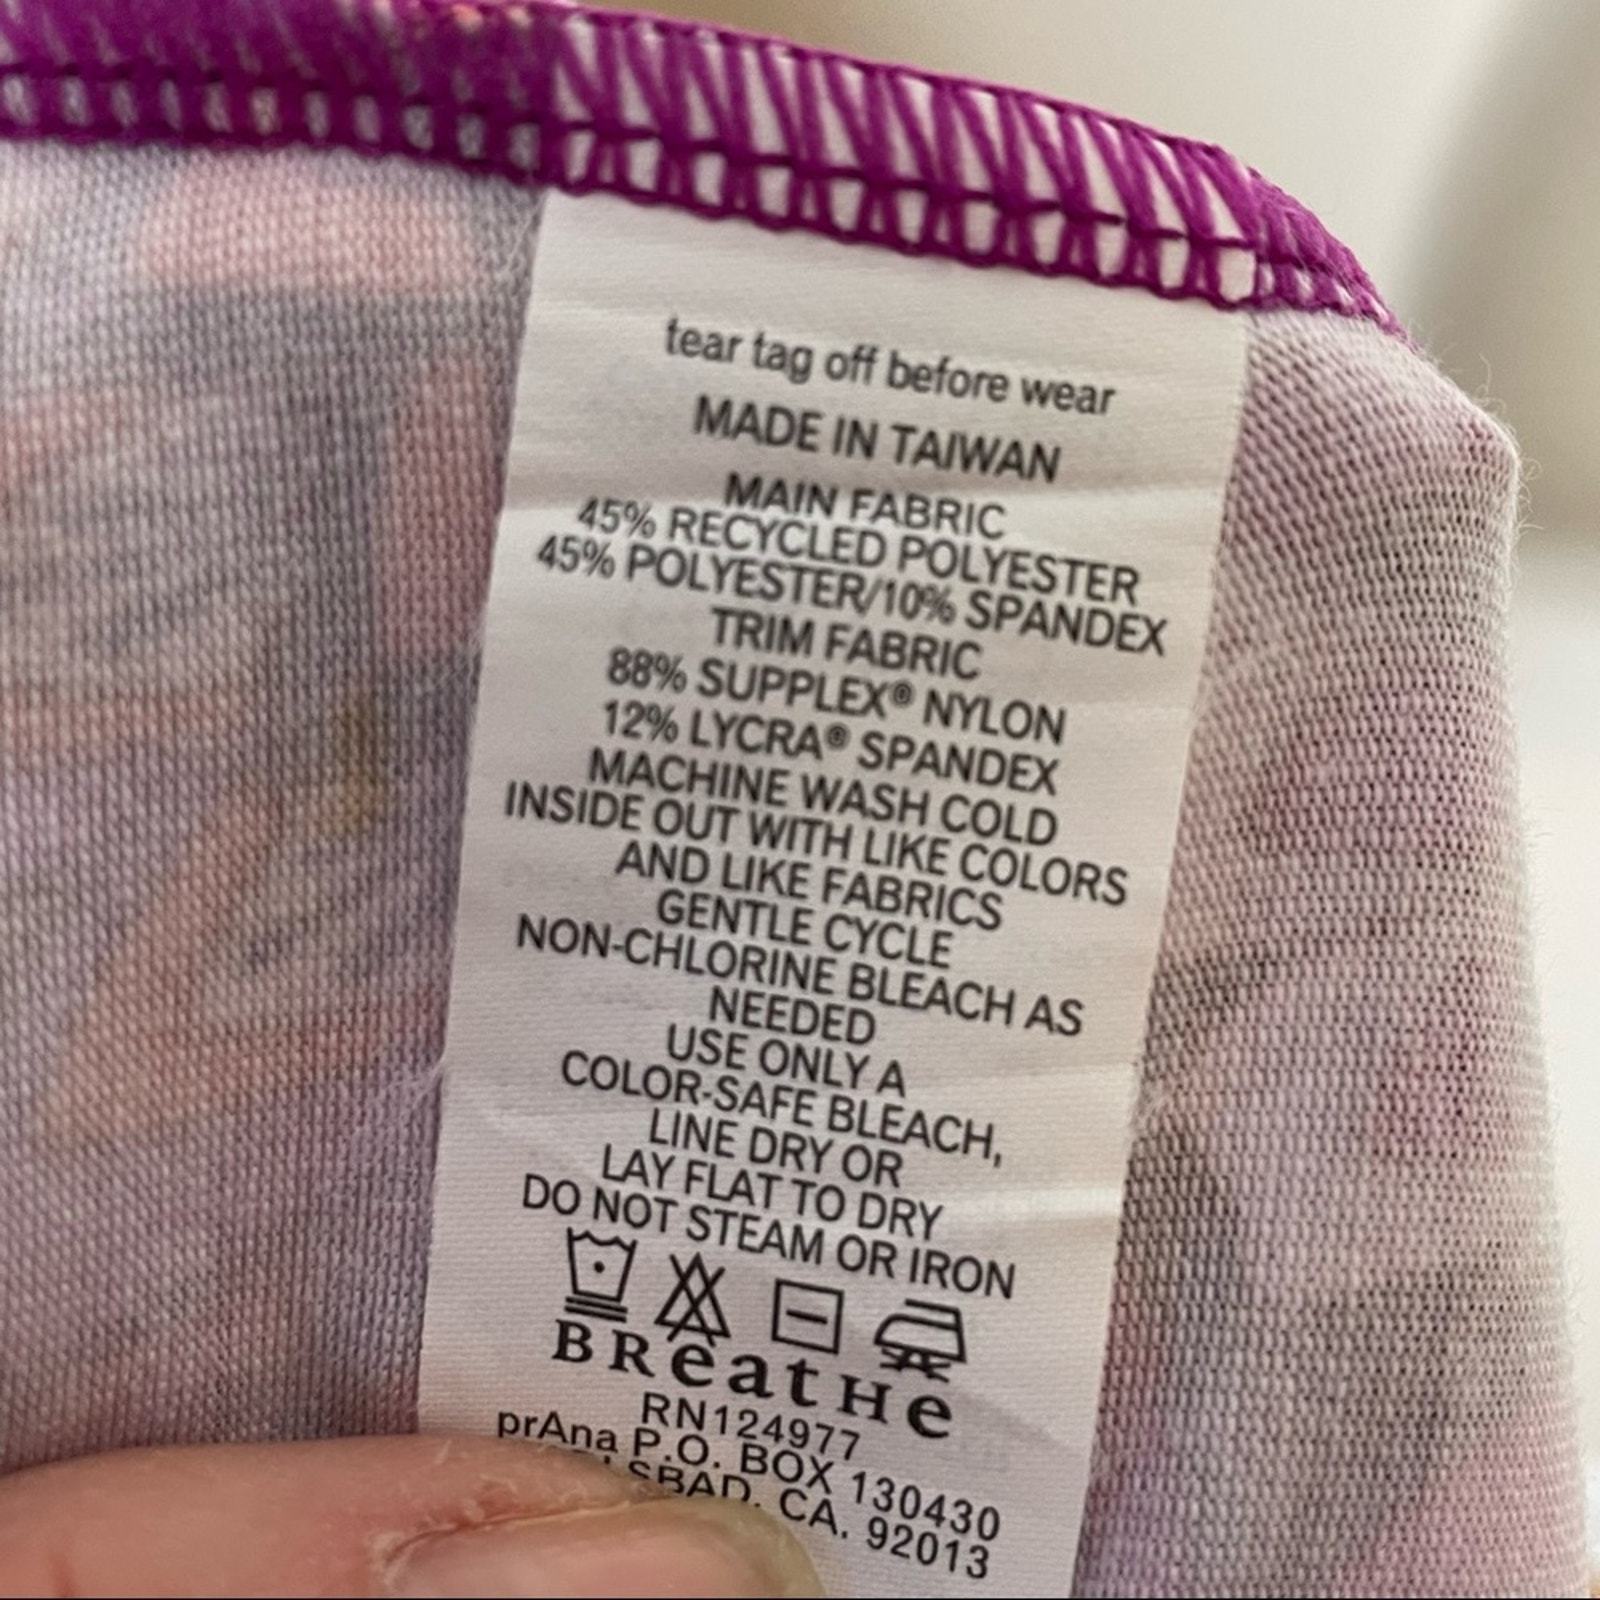 tear tag off before wear
MADE IN TAIWAN
MAIN FABRIC
45% RECYCLED POLYESTER
45% POLYESTER/10% SPANDEX
TRIM FABRIC
88% SUPPLEX® NYLON
12% LYCRA® SPANDEX
MACHINE WASH COLD
INSIDE OUT WITH LIKE COLORS
AND LIKE FABRICS
GENTLE CYCLE
NON-CHLORINE BLEACH AS
NEEDED
USE ONLY A
COLOR-SAFE BLEACH,
LINE DRY OR
LAY FLAT TO DRY
DO NOT STEAM OR IRON
BReatHe
RN124977
prAna P.O. BOX 130430
CA. 92013